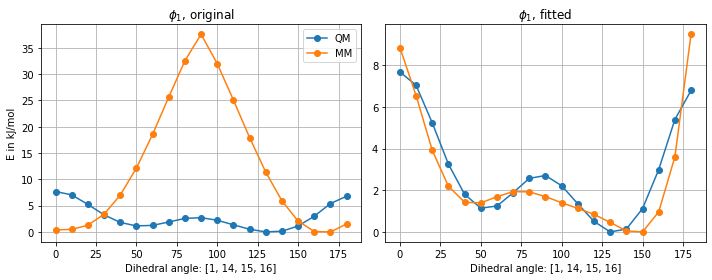 ϕ₁, original
E in kJ/mol
35
30
25
20
15
10
5
0
QM
MM
0 25 50 75 100 125 150 175
Dihedral angle: [1, 14, 15, 16]
ϕ₁, fitted
8
6
4
2
0
0 25 50 75 100 125 150 175
Dihedral angle: [1, 14, 15, 16]